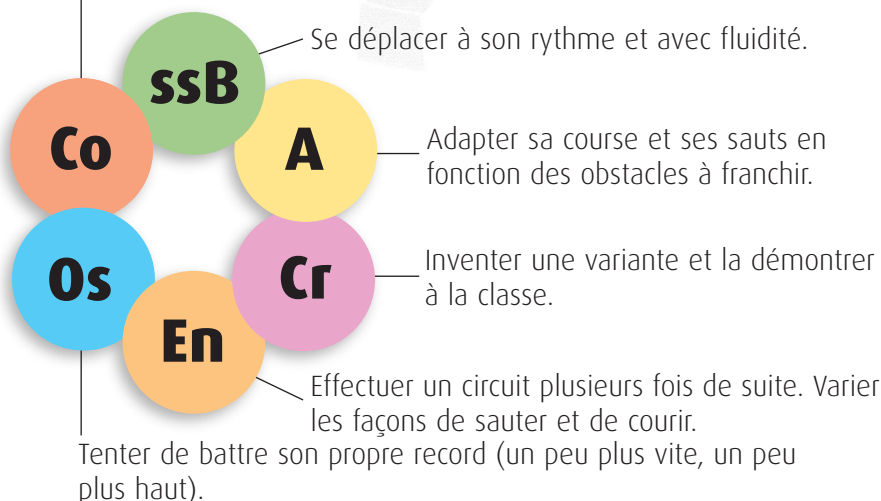 ssB
Se déplacer à son rythme et avec fluidité.
Co
A
Adapter sa course et ses sauts en
fonction des obstacles à franchir.
Os
Cr
Inventer une variante et la démontrer
à la classe.
En
Effectuer un circuit plusieurs fois de suite. Varier
les façons de sauter et de courir.
Tenter de battre son propre record (un peu plus vite, un peu
plus haut).